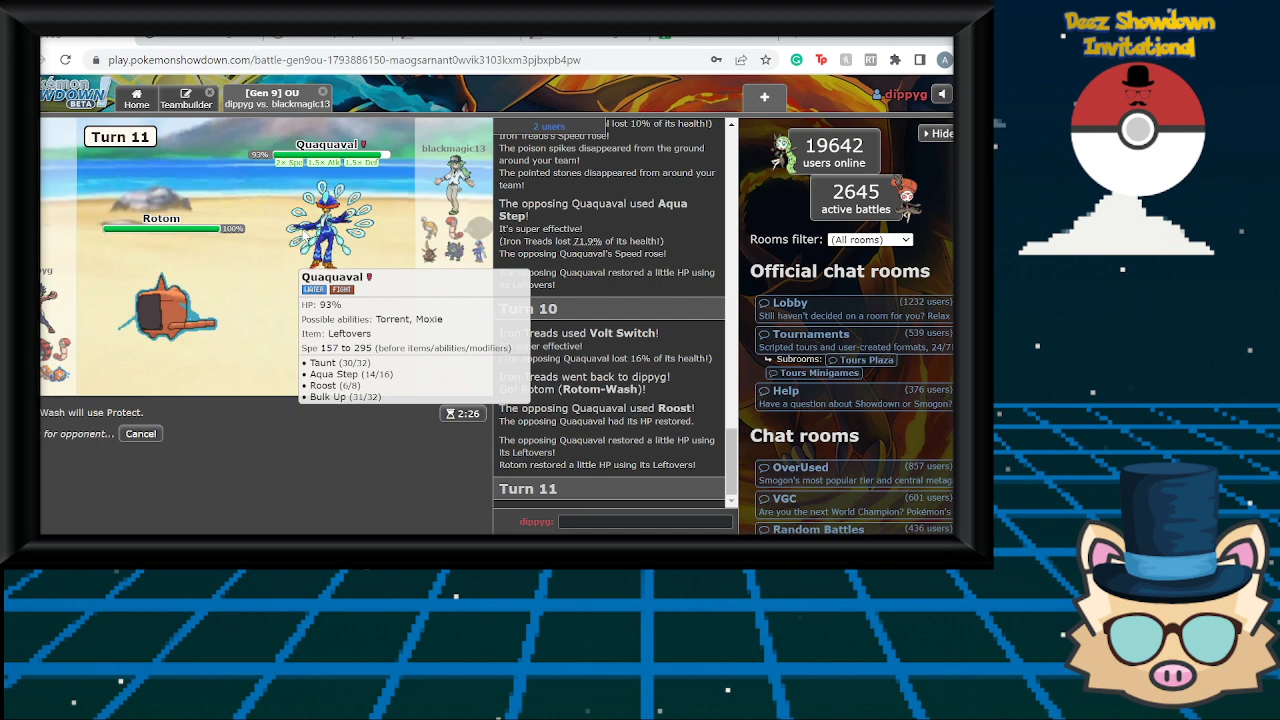 Deez Showdown
Invitational
play.pokemonshowdown.com/battle-gen9ou-
RT
A
OWDOWN
BETA
Home
Teambuilder
[Gen 9] OU
dippyg vs. blackmagic13
+
dippyg
Turn 11
Quaquaval
93%
2× Spe 1.5× Atk 1.5× Def
blackmagic13
Rotom
100%
Quaquaval
WATER FIGHT
HP: 93%
Possible abilities: Torrent, Moxie
Item: Leftovers
Spe 157 to 295 (before items/abilities/modifiers)
• Taunt (30/32)
• Aqua Step (14/16)
• Roost (6/8)
• Bulk Up (31/32)
Wash will use Protect.
for opponent... Cancel
2:26
2 users
lost 10% of its health!)
Iron Treads's Speed rose!
The poison spikes disappeared from the ground
around your team!
The pointed stones disappeared from around your
team!
The opposing Quaquaval used Aqua
Step!
It's super effective!
(Iron Treads lost 71.9% of its health!)
The opposing Quaquaval's Speed rose!
opposing Quaquaval restored a little HP using
its Leftovers!
Turn 10
Iron Treads used Volt Switch!
super effective!
opposing Quaquaval lost 16% of its health!)
Iron Treads went back to dippyg!
Go! Rotom (Rotom-Wash)!
The opposing Quaquaval used Roost!
The opposing Quaquaval had its HP restored.
The opposing Quaquaval restored a little HP using
its Leftovers!
Rotom restored a little HP using its Leftovers!
Turn 11
dippyg:
Hide
19642
users online
2645
active battles
Rooms filter: (All rooms)
Official chat rooms
Lobby (1232 users)
Still haven't decided on a room for you? Relax
Tournaments (539 users)
Scripted tours and user-created formats, 24/7
Subrooms: Tours Plaza
Tours Minigames
Help (376 users)
Have a question about Showdown or Smogon?
Chat rooms
OverUsed (857 users)
Smogon's most popular tier and central metag
VGC (601 users)
Are you the next World Champion? Pokémon's
Random Battles (436 users)